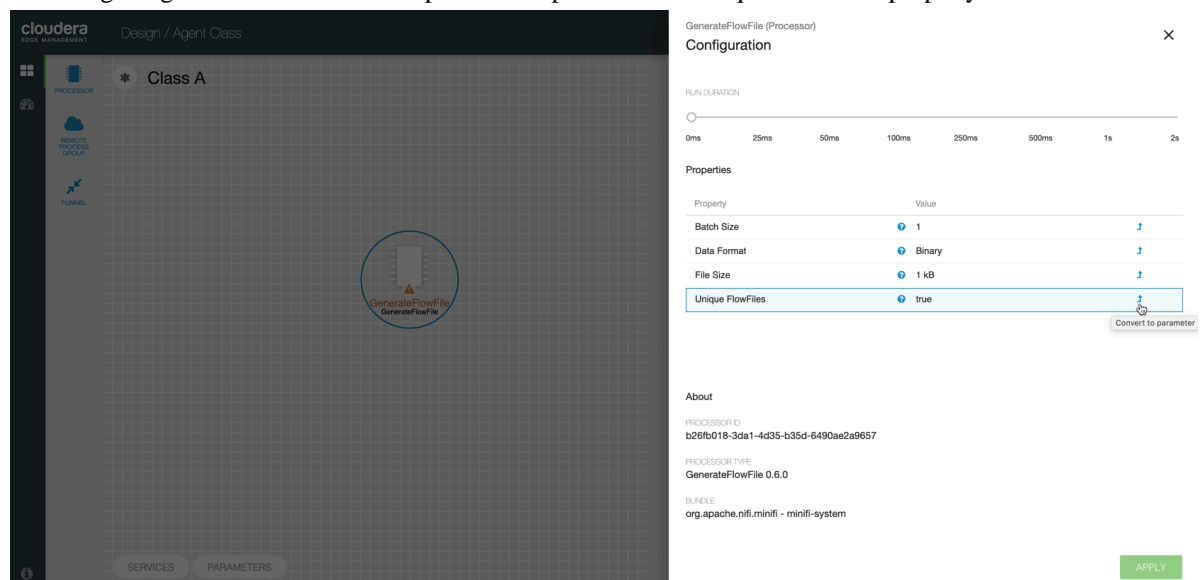 cloudera
EDGE MANAGEMENT
Design / Agent Class
PROCESSOR
REMOTE
PROCESS
GROUP
FUNNEL
Class A
GenerateFlowFile
GenerateFlowFile
SERVICES
PARAMETERS
GenerateFlowFile (Processor)
Configuration
RUN DURATION
0ms 25ms 50ms 100ms 250ms 500ms 1s 2s
Properties
Property Value
Batch Size 1
Data Format Binary
File Size 1 kB
Unique FlowFiles true
Convert to parameter
About
PROCESSOR ID
b26fb018-3da1-4d35-b35d-6490ae2a9657
PROCESSOR TYPE
GenerateFlowFile 0.6.0
BUNDLE
org.apache.nifi.minifi - minifi-system
APPLY